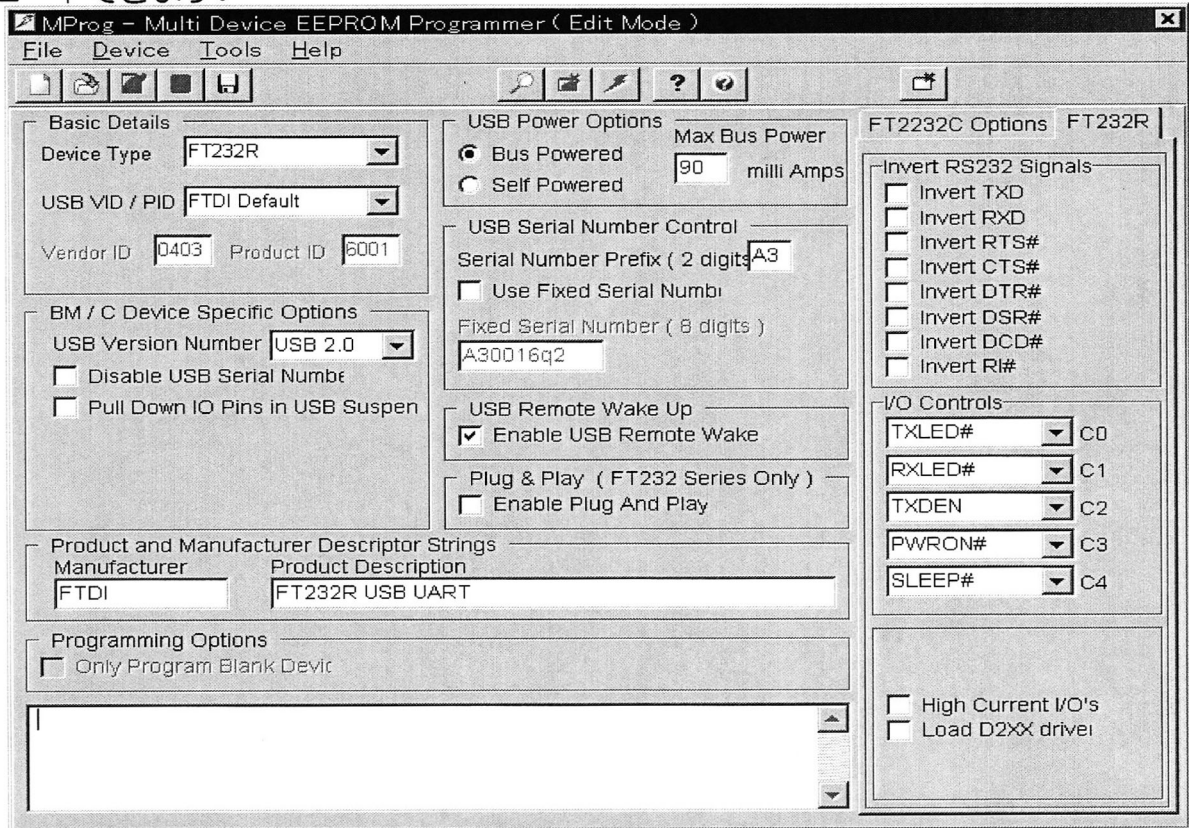 MProg - Multi Device EEPROM Programmer ( Edit Mode )
File Device Tools Help
Basic Details
Device Type FT232R
USB VID / PID FTDI Default
Vendor ID 0403 Product ID 6001
BM / C Device Specific Options
USB Version Number USB 2.0
Disable USB Serial Numbe
Pull Down IO Pins in USB Suspen
USB Power Options
Bus Powered
Self Powered
Max Bus Power
90 milli Amps
USB Serial Number Control
Serial Number Prefix ( 2 digits A3
Use Fixed Serial Numb
Fixed Serial Number ( 8 digits )
A30016q2
USB Remote Wake Up
Enable USB Remote Wake
Plug & Play ( FT232 Series Only )
Enable Plug And Play
Product and Manufacturer Descriptor Strings
Manufacturer Product Description
FTDI FT232R USB UART
Programming Options
Only Program Blank Devic
FT2232C Options FT232R
Invert RS232 Signals
Invert TXD
Invert RXD
Invert RTS#
Invert CTS#
Invert DTR#
Invert DSR#
Invert DCD#
Invert RI#
I/O Controls
TXLED# C0
RXLED# C1
TXDEN C2
PWRON# C3
SLEEP# C4
High Current I/O's
Load D2XX driver